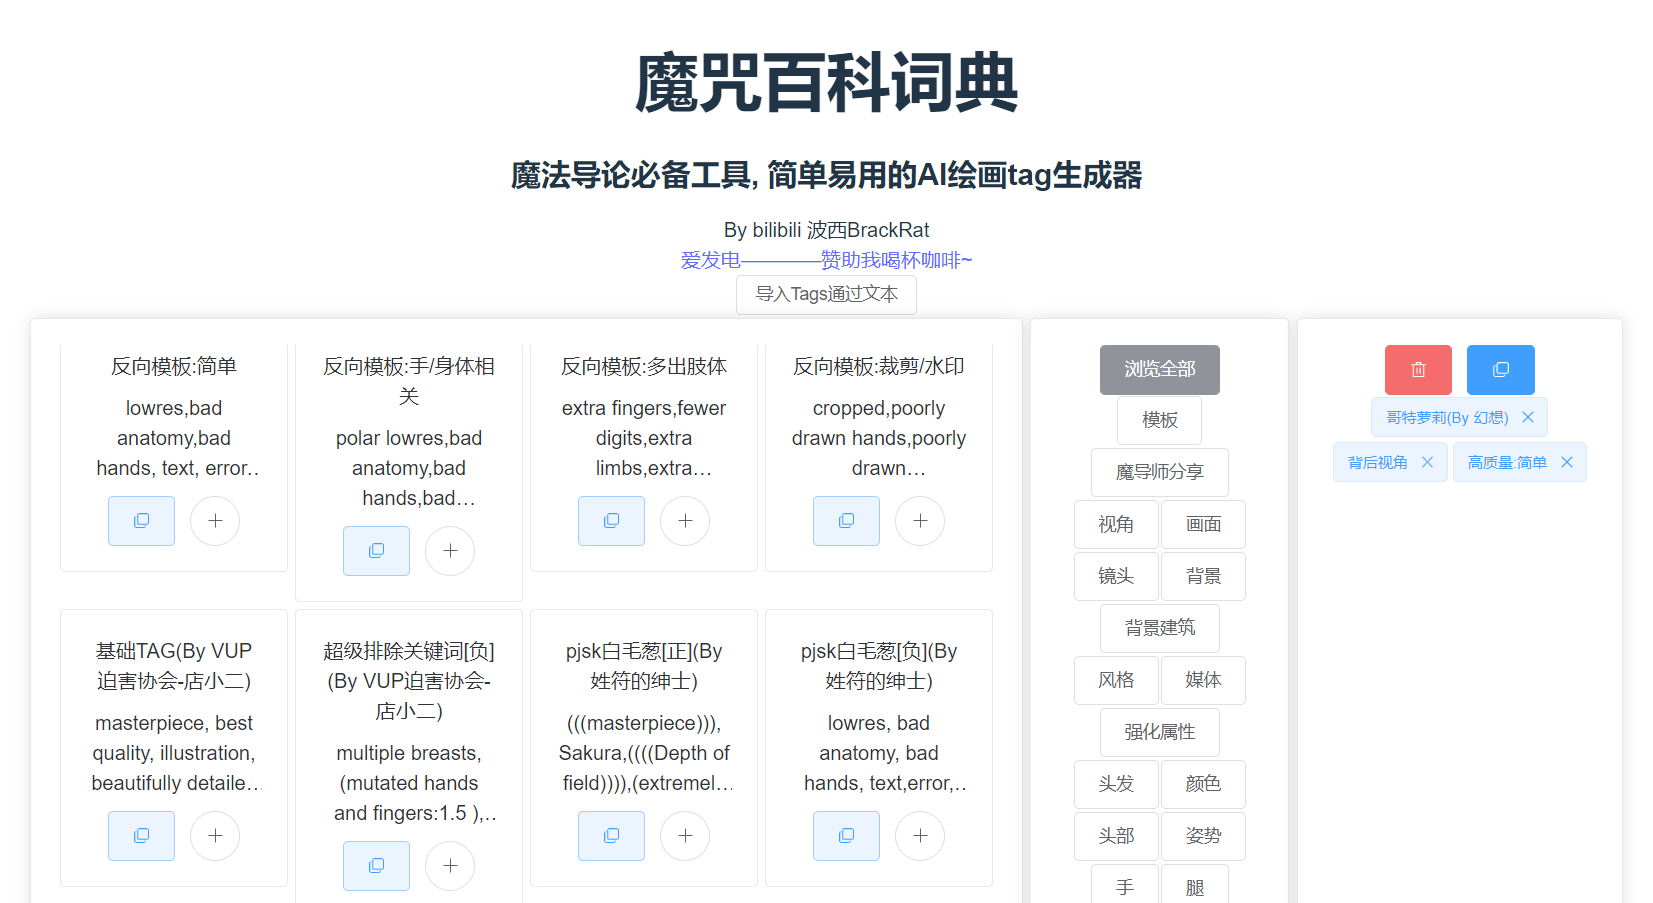 魔咒百科词典
魔法导论必备工具, 简单易用的AI绘画tag生成器
By bilibili 波西BrackRat
爱发电————赞助我喝杯咖啡~
导入Tags通过文本
反向模板:简单
lowres,bad
anatomy,bad
hands, text, error..
反向模板:手/身体相
关
polar lowres,bad
anatomy,bad
hands,bad…
反向模板:多出肢体
extra fingers,fewer
digits,extra
limbs,extra…
反向模板:裁剪/水印
cropped,poorly
drawn hands,poorly
drawn…
基础TAG(By VUP
迫害协会-店小二)
masterpiece, best
quality, illustration,
beautifully detaile…
超级排除关键词[负]
(By VUP迫害协会-
店小二)
multiple breasts,
(mutated hands
and fingers:1.5 ),..
pjsk白毛葱[正](By
姓符的绅士)
(((masterpiece))),
Sakura,((((Depth of
field)))),(extremel…
pjsk白毛葱[负](By
姓符的绅士)
lowres, bad
anatomy, bad
hands, text,error,..
浏览全部
模板
魔导师分享
视角 画面
镜头 背景
背景建筑
风格 媒体
强化属性
头发 颜色
头部 姿势
手 腿
哥特萝莉(By 幻想)
背后视角 高质量:简单